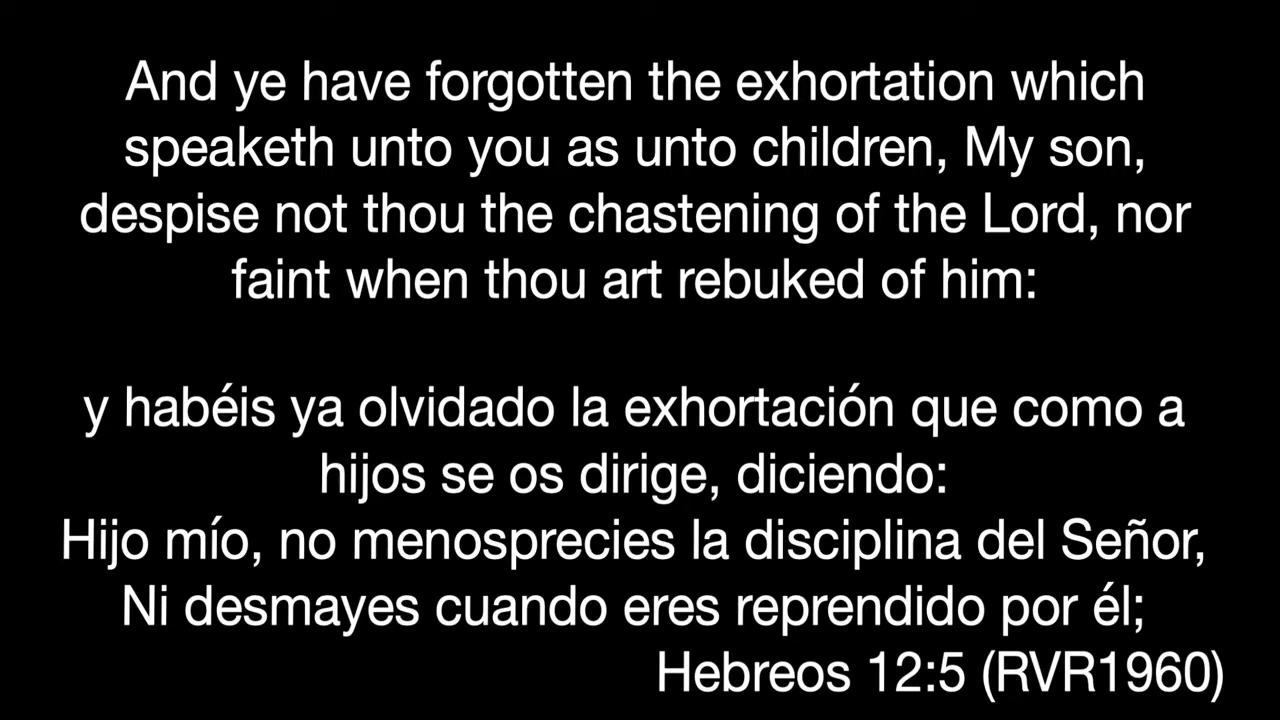 And ye have forgotten the exhortation which
speaketh unto you as unto children, My son,
despise not thou the chastening of the Lord, nor
faint when thou art rebuked of him:
y habéis ya olvidado la exhortación que como a
hijos se os dirige, diciendo:
Hijo mío, no menosprecies la disciplina del Señor,
Ni desmayes cuando eres reprendido por él;
Hebreos 12:5 (RVR1960)